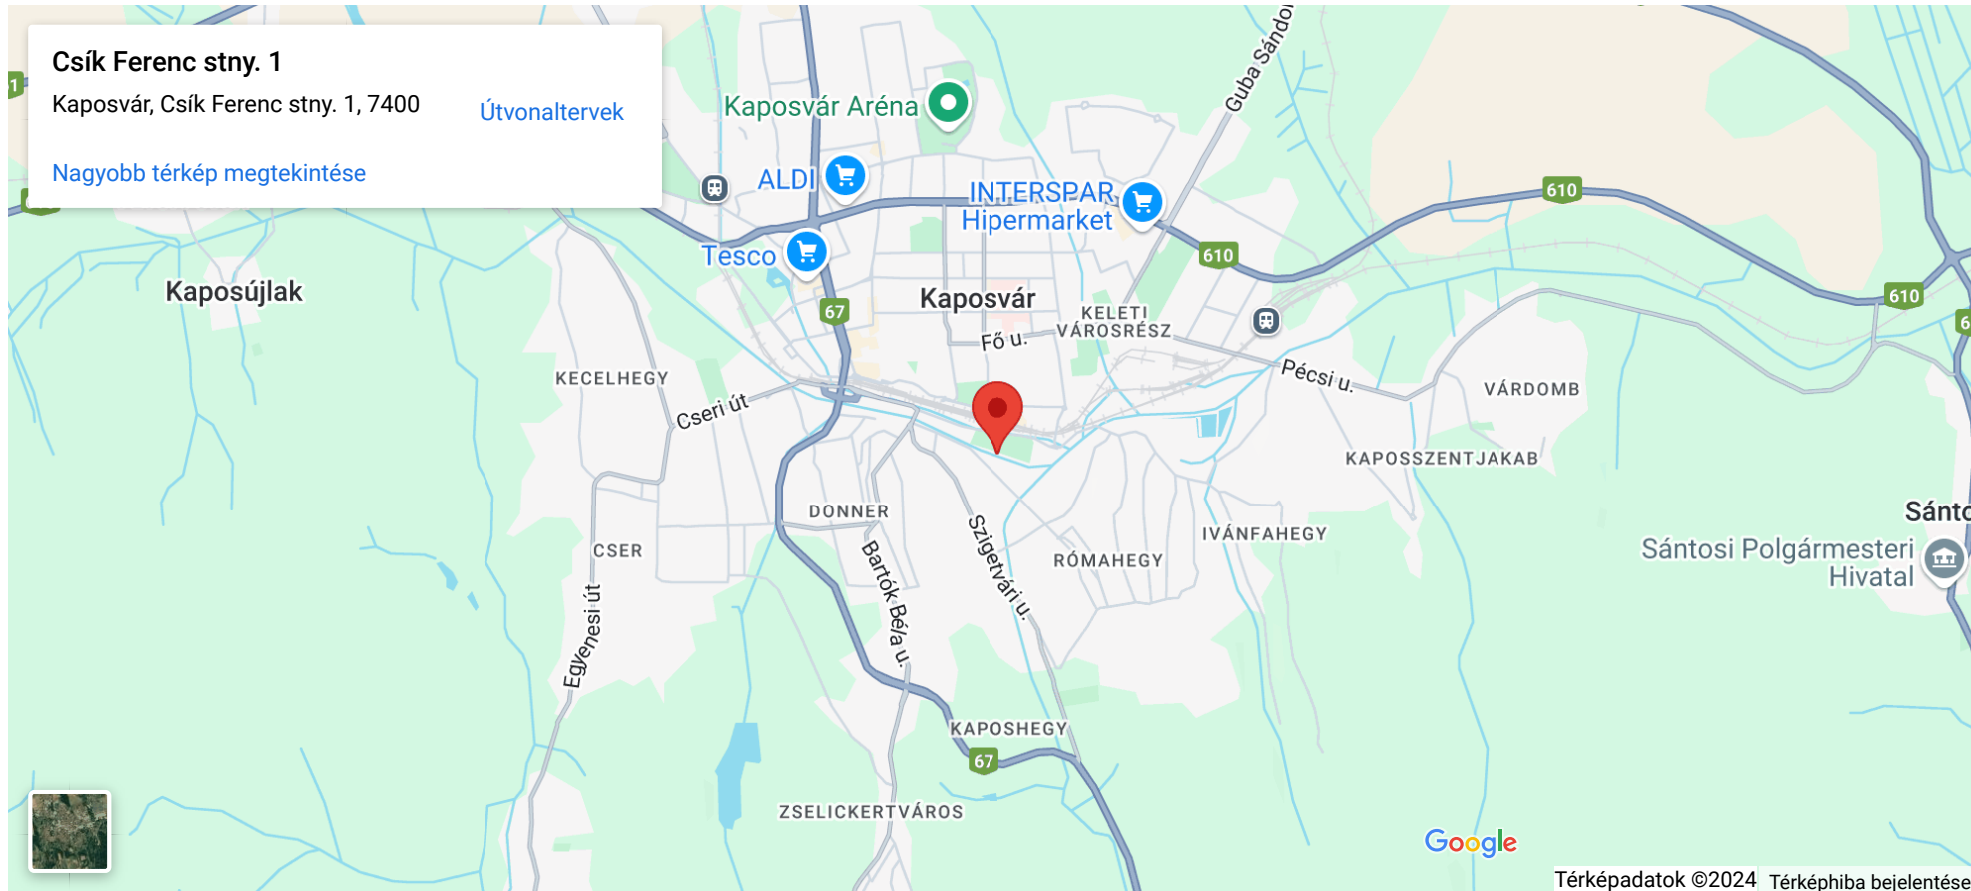 Csík Ferenc stny. 1
Kaposvár, Csík Ferenc stny. 1, 7400
Útvonaltervek
Nagyobb térkép megtekintése
Guba Sándor
Kaposvár Aréna
ALDI
INTERSPAR
Hipermarket
610
Tesco
610
Kaposújlak
Kaposvár
610
67
KELETI
VÁROSRÉSZ
Fő u.
Pécsi u.
KECELHEGY
VÁRDOMB
Cseri út
KAPOSSZENTJAKAB
DONNER
Szigetvári u.
IVÁNFAHEGY
CSER
RÓMAHEGY
Sántosi Polgármesteri
Hivatal
Bartók Béla u.
Egyenesi út
KAPOSHEGY
67
ZSELICKERTVÁROS
Google
Térképadatok ©2024
Térképhiba bejelentése